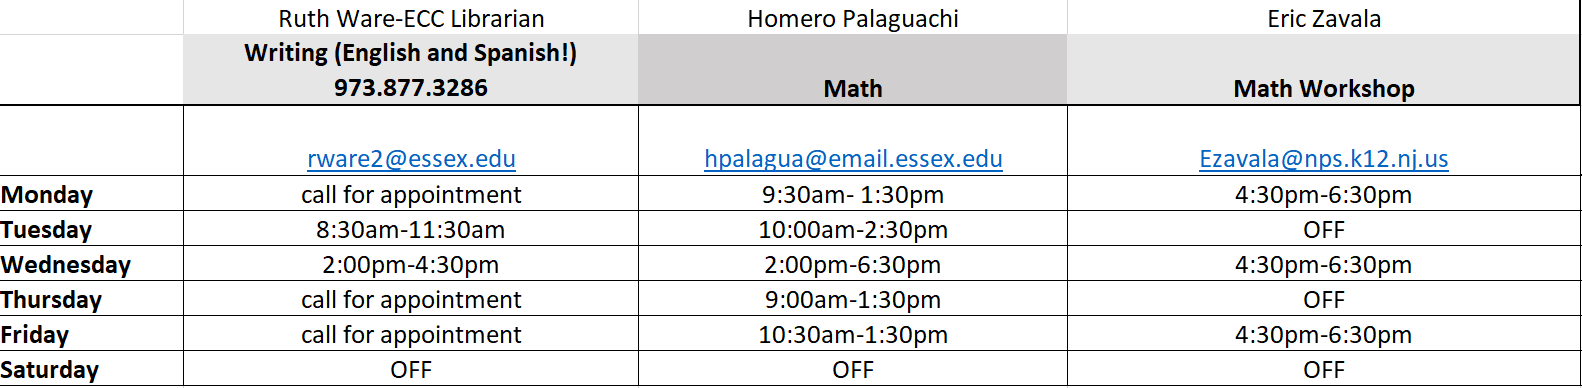 Ruth Ware-ECC Librarian Homero Palaguachi Eric Zavala
Writing (English and Spanish!)
973.877.3286 Math Math Workshop
rware2@essex.edu hpalagua@email.essex.edu Ezavala@nps.k12.nj.us
Monday call for appointment 9:30am- 1:30pm 4:30pm-6:30pm
Tuesday 8:30am-11:30am 10:00am-2:30pm OFF
Wednesday 2:00pm-4:30pm 2:00pm-6:30pm 4:30pm-6:30pm
Thursday call for appointment 9:00am-1:30pm OFF
Friday call for appointment 10:30am-1:30pm 4:30pm-6:30pm
Saturday OFF OFF OFF